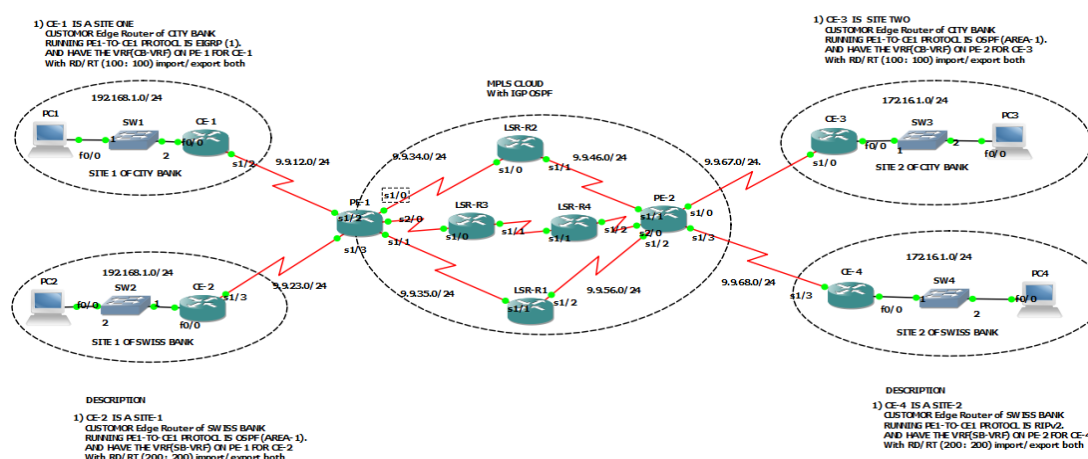 1) CE-1 IS A SITE ONE
CUSTOMOR Edge Router of CITY BANK
RUNNING PE1-TO-CE1 PROTOCL IS EIGRP (1).
AND HAVE THE VRF(CB-VRF) ON PE-1 FOR CE-1
With RD/RT (100: 100) import/export both
1) CE-3 IS SITE TWO
CUSTOMOR Edge Router of CITY BANK
RUNNING PE1-TO-CE1 PROTOCL IS OSPF (AREA-1).
AND HAVE THE VRF(CB-VRF) ON PE-2 FOR CE-3
With RD/RT (100: 100) import/export both
MPLS CLOUD
With IGP OSPF
192.168.1.0/24
PC1
SW1
CE-1
f0/0
1
2
f0/0
s1/2
SITE 1 OF CITY BANK
9.9.12.0/24
172.16.1.0/24
CE-3
SW3
PC3
s1/0
f0/0
1
2
f0/0
SITE 2 OF CITY BANK
9.9.67.0/24.
LSR-R2
9.9.34.0/24
s1/0
s1/1
9.9.46.0/24
PE-1
s1/0
s1/2
s2/0
s1/1
s1/3
LSR-R3
s1/0
s1/1
LSR-R4
s1/1
s1/2
PE-2
s1/1
s1/0
s2/0
s1/2
s1/3
9.9.35.0/24
LSR-R1
s1/1
s1/2
9.9.56.0/24
192.168.1.0/24
PC2
SW2
CE-2
f0/0
2
1
f0/0
s1/3
SITE 1 OF SWISS BANK
9.9.23.0/24
9.9.68.0/24
172.16.1.0/24
CE-4
SW4
PC4
s1/3
f0/0
1
2
f0/0
SITE 2 OF SWISS BANK
DESCRIPTION
1) CE-2 IS A SITE-1
CUSTOMOR Edge Router of SWISS BANK
RUNNING PE1-TO-CE1 PROTOCL IS OSPF (AREA-1).
AND HAVE THE VRF(SB-VRF) ON PE-1 FOR CE-2
With RD/RT (200: 200) import/export both
DESCRIPTION
1) CE-4 IS A SITE-2
CUSTOMOR Edge Router of SWISS BANK
RUNNING PE1-TO-CE1 PROTOCL IS RIPv2.
AND HAVE THE VRF(SB-VRF) ON PE-2 FOR CE-4
With RD/RT (200: 200) import/export both